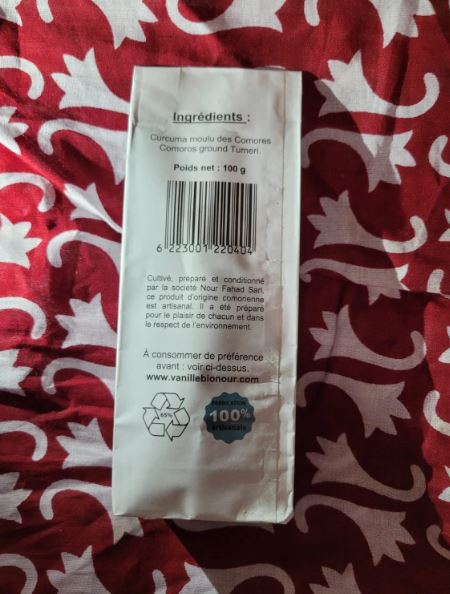 Ingrédients :
Curcuma moulu des Comores
Comoros ground Tumeri.
Poids net : 100 g
6 223001 220404
Cultivé, préparé et conditionné
par la société Nour Fahad Sarl,
ce produit d'origine comorienne
est artisanal. Il a été préparé
pour le plaisir de chacun et dans
le respect de l'environnement.
À consommer de préférence
avant : voir ci-dessus.
www.vanillebionour.com
65%
FABRICATION
100%
artisanale